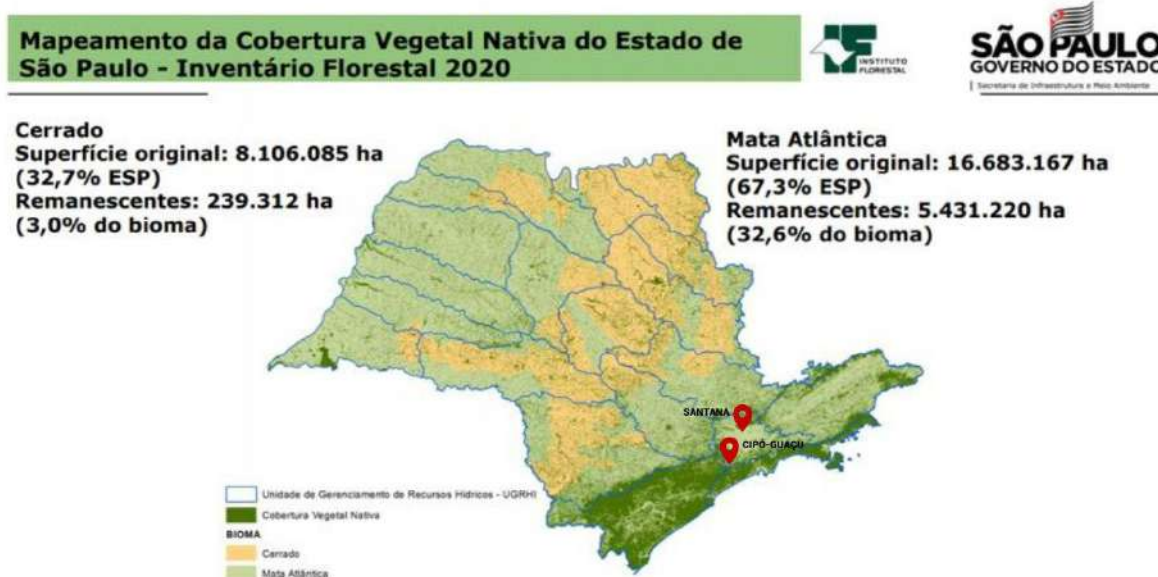 Mapeamento da Cobertura Vegetal Nativa do Estado de
São Paulo - Inventário Florestal 2020
INSTITUTO
FLORESTAL
SÃO PAULO
GOVERNO DO ESTADO
Secretaria de Infraestrutura e Meio Ambiente
Cerrado
Superfície original: 8.106.085 ha
(32,7% ESP)
Remanescentes: 239.312 ha
(3,0% do bioma)
Mata Atlântica
Superfície original: 16.683.167 ha
(67,3% ESP)
Remanescentes: 5.431.220 ha
(32,6% do bioma)
SANTANA
CIPÓ-GUAÇU
Unidade de Gerenciamento de Recursos Hídricos - UGRHI
Cobertura Vegetal Nativa
BIOMA
Cerrado
Mata Atlântica